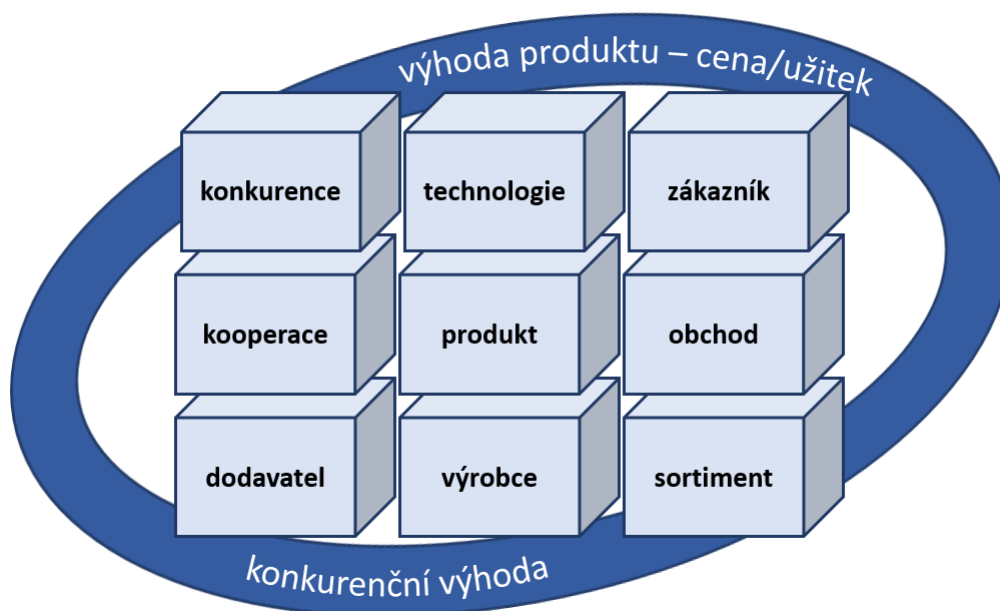 výhoda produktu – cena/užitek
konkurence
technologie
zákazník
kooperace
produkt
obchod
dodavatel
výrobce
sortiment
konkurenční výhoda